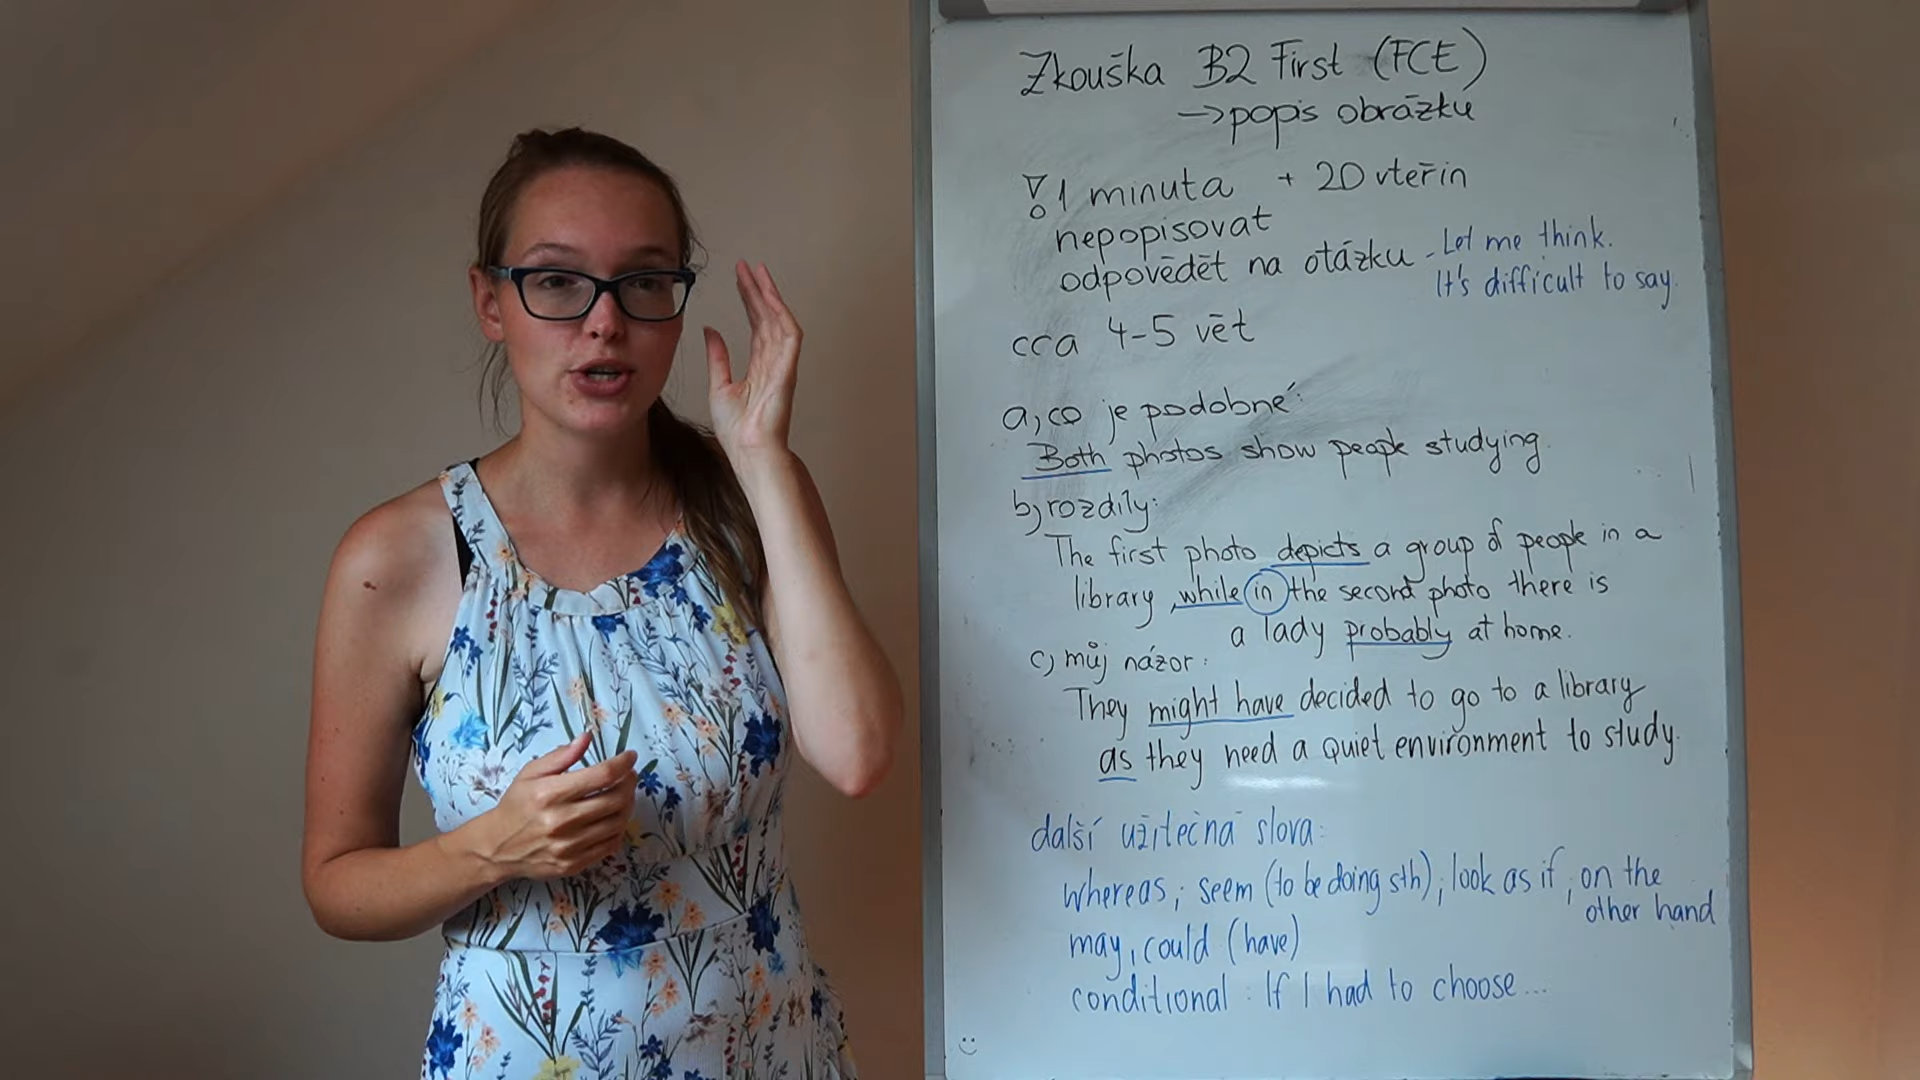 Zkouška B2 First (FCE)
→ popis obrázku
! 1 minuta + 20 vteřin
nepopisovat
odpovědět na otázku - Let me think.
It's difficult to say.
cca 4-5 vět
a, co je podobné:
Both photos show people studying.
b, rozdíly:
The first photo depicts a group of people in a
library, while in the second photo there is
a lady probably at home.
c, můj názor:
They might have decided to go to a library
as they need a quiet environment to study.
další užitečná slova:
whereas; seem (to be doing sth); look as if; on the
other hand
may, could (have)
conditional: If I had to choose...